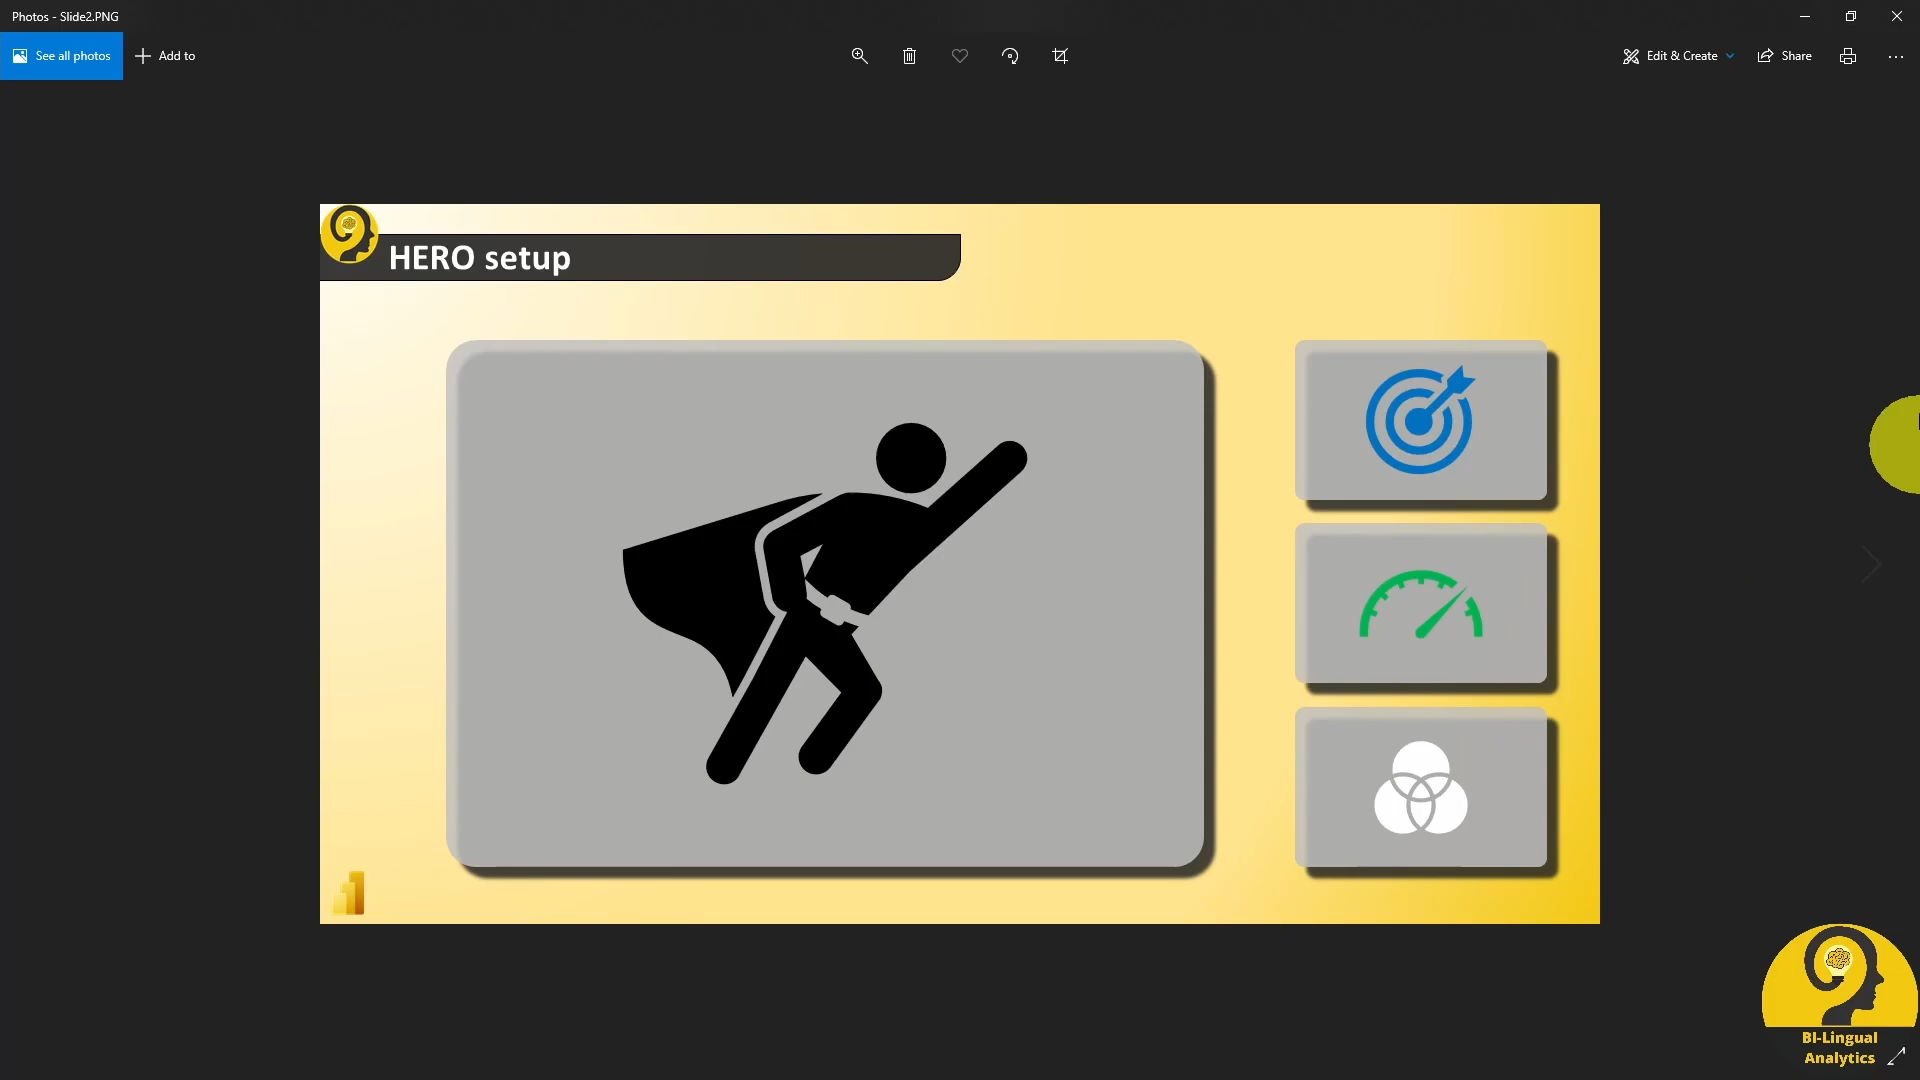 Photos - Slide2.PNG
See all photos
Add to
Edit & Create
Share
HERO setup
BI-Lingual
Analytics